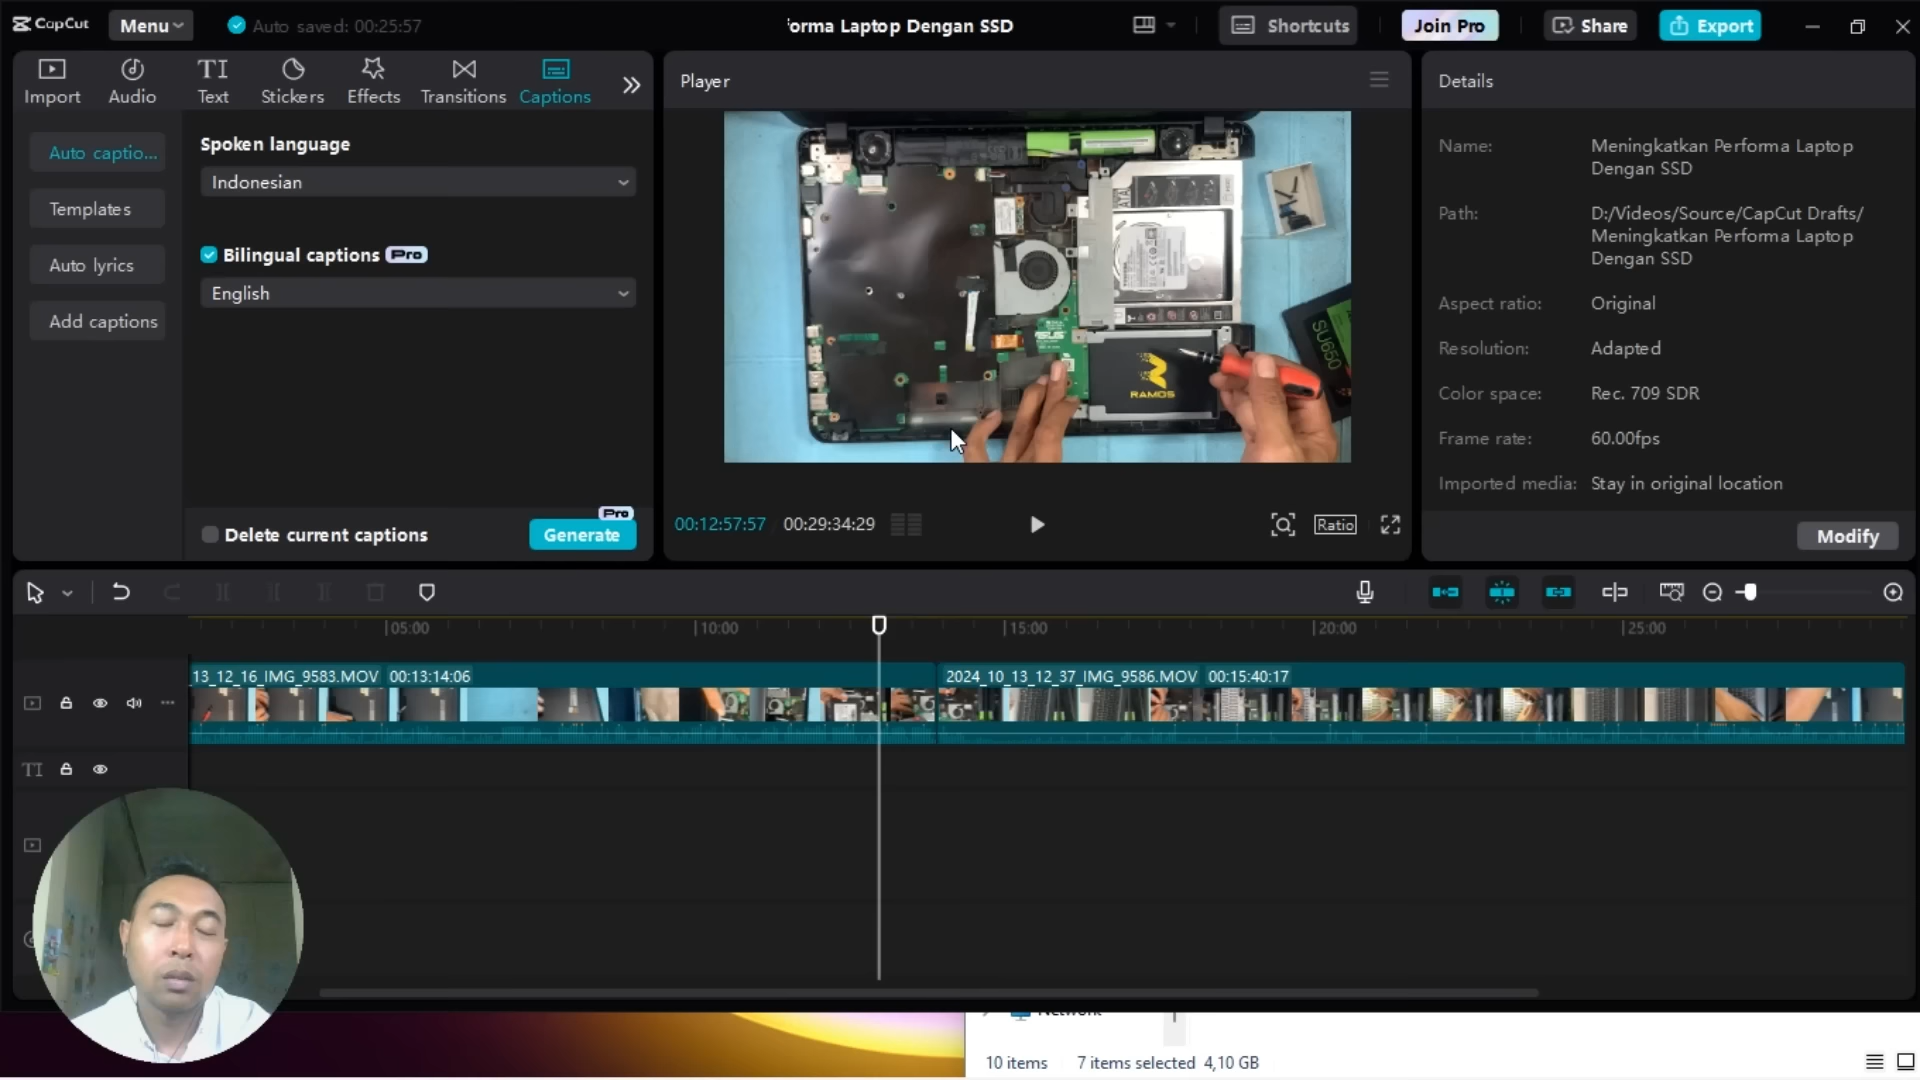 CapCut
Menu
Auto saved: 00:25:57
forma Laptop Dengan SSD
Shortcuts
Join Pro
Share
Export
Import
Audio
TI
Text
Stickers
Effects
Transitions
Captions
Auto captio...
Templates
Auto lyrics
Add captions
Spoken language
Indonesian
Bilingual captions Pro
English
Delete current captions
Pro
Generate
Player
SU650
RAMOS
00:12:57:57
00:29:34:29
Ratio
Details
Name:
Meningkatkan Performa Laptop
Dengan SSD
Path:
D:/Videos/Source/CapCut Drafts/
Meningkatkan Performa Laptop
Dengan SSD
Aspect ratio:
Original
Resolution:
Adapted
Color space:
Rec. 709 SDR
Frame rate:
60.00fps
Imported media:
Stay in original location
Modify
05:00
10:00
15:00
20:00
25:00
13_12_16_IMG_9583.MOV 00:13:14:06
2024_10_13_12_37_IMG_9586.MOV 00:15:40:17
TI
Network
10 items
7 items selected 4,10 GB